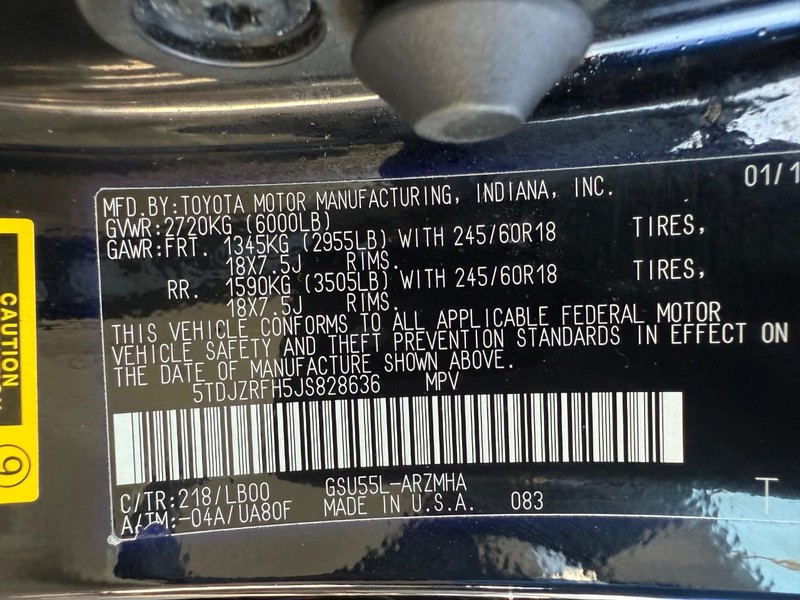 MFD.BY:TOYOTA MOTOR MANUFACTURING, INDIANA, INC. 01/1
GVWR:2720KG (6000LB)
GAWR:FRT. 1345KG (2955LB) WITH 245/60R18 TIRES,
18X7.5J RIMS.
RR. 1590KG (3505LB) WITH 245/60R18 TIRES,
18X7.5J RIMS.
THIS VEHICLE CONFORMS TO ALL APPLICABLE FEDERAL MOTOR
VEHICLE SAFETY AND THEFT PREVENTION STANDARDS IN EFFECT ON
THE DATE OF MANUFACTURE SHOWN ABOVE.
5TDJZRFH5JS828636 MPV
C/TR:218/LB00 GSU55L-ARZMHA
A/TM:-04A/UA80F MADE IN U.S.A. 083
T
CAUTION
9